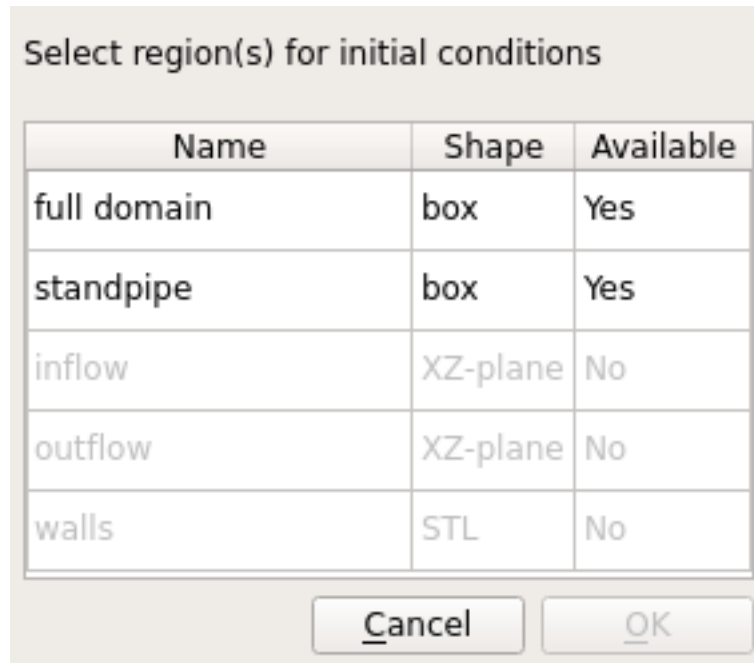 Select region(s) for initial conditions
Name Shape Available
full domain box Yes
standpipe box Yes
inflow XZ-plane No
outflow XZ-plane No
walls STL No
Cancel OK